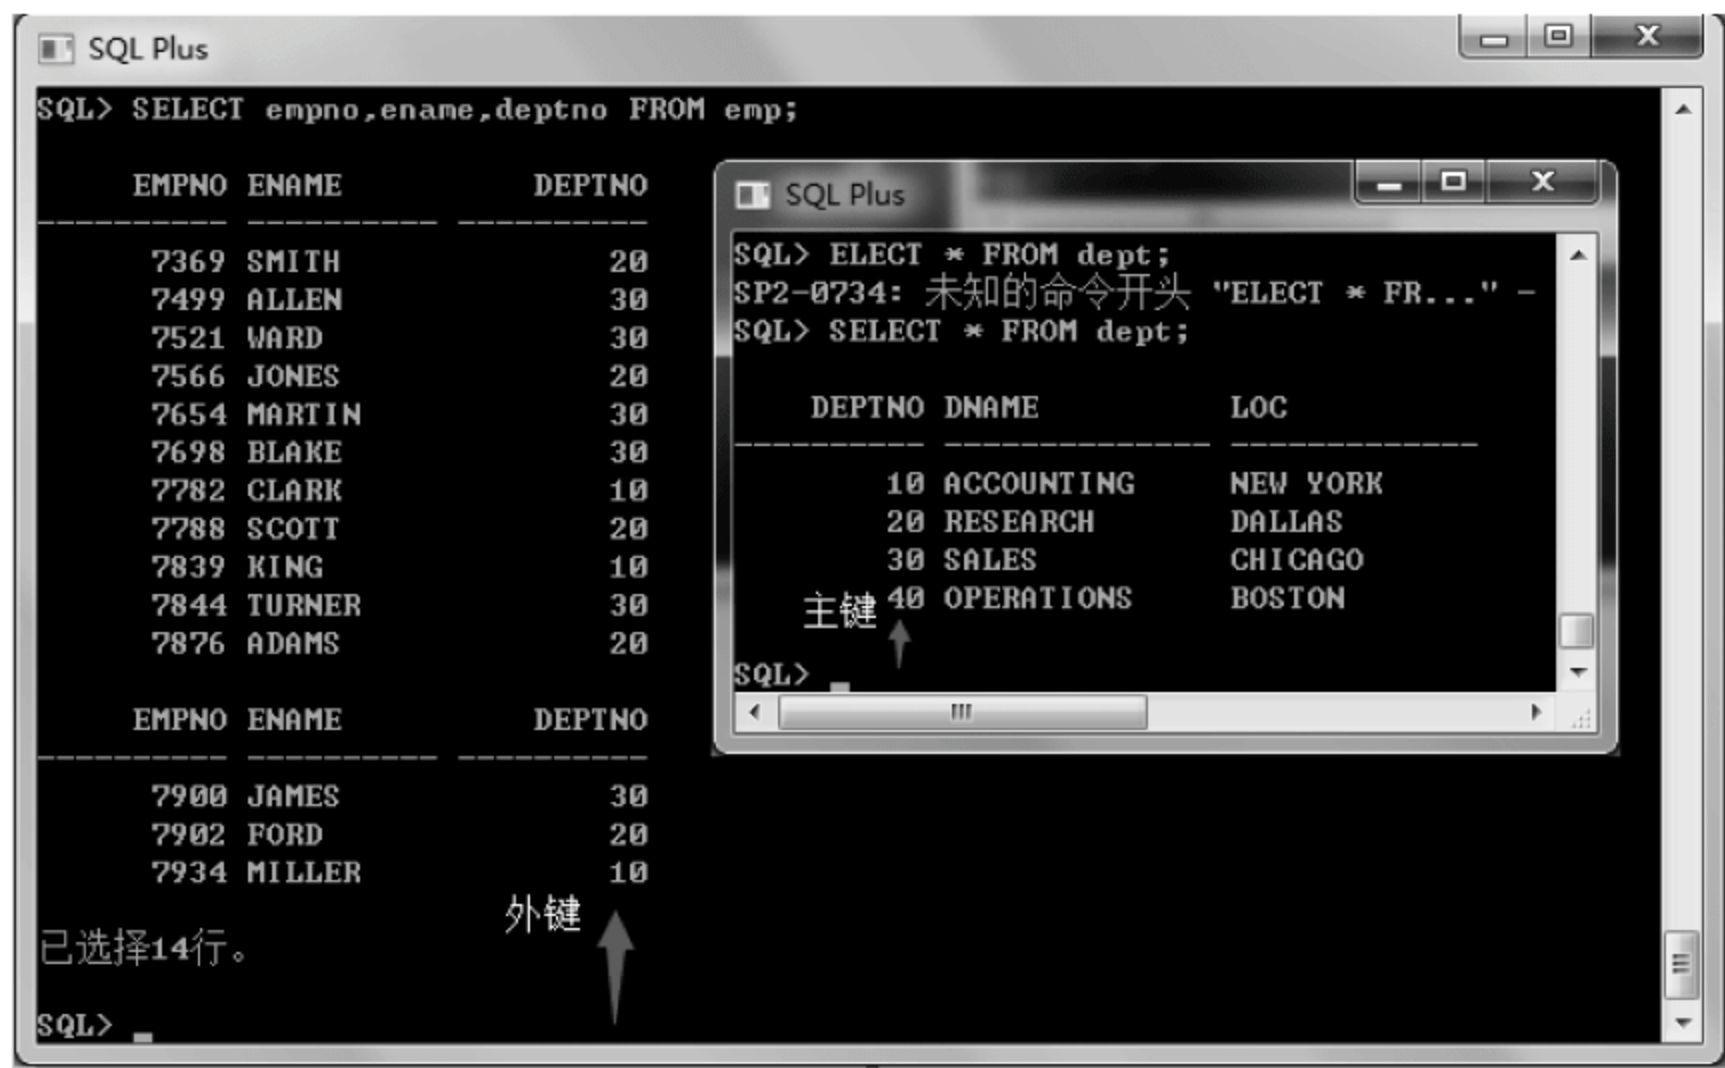 SQL Plus
SQL> SELECT empno,ename,deptno FROM emp;
EMPNO ENAME DEPTNO
---------- ---------- ----------
7369 SMITH 20
7499 ALLEN 30
7521 WARD 30
7566 JONES 20
7654 MARTIN 30
7698 BLAKE 30
7782 CLARK 10
7788 SCOTT 20
7839 KING 10
7844 TURNER 30
7876 ADAMS 20
EMPNO ENAME DEPTNO
---------- ---------- ----------
7900 JAMES 30
7902 FORD 20
7934 MILLER 10
外键
已选择14行。
SQL>
SQL Plus
SQL> ELECT * FROM dept;
SP2-0734: 未知的命令开头 "ELECT * FR..." -
SQL> SELECT * FROM dept;
DEPTNO DNAME LOC
---------- -------------- -------------
10 ACCOUNTING NEW YORK
20 RESEARCH DALLAS
30 SALES CHICAGO
40 OPERATIONS BOSTON
主键
SQL>